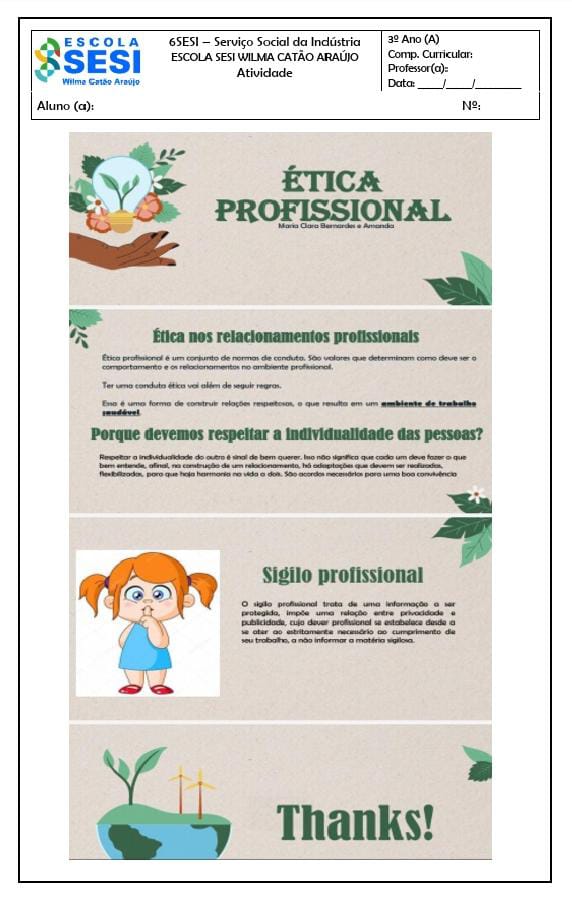 ESCOLA
SESI
Wilma Catão Araújo
6SESI – Serviço Social da Indústria
ESCOLA SESI WILMA CATÃO ARAÚJO
Atividade
3º Ano (A)
Comp. Curricular:
Professor(a):
Data: ____/____/________
Aluno (a):
Nº:
ÉTICA
PROFISSIONAL
Maria Clara Bernardes e Amanda
Ética nos relacionamentos profissionais
Ética profissional é um conjunto de normas de conduta. São valores que determinam como deve ser o
comportamento e os relacionamentos no ambiente profissional.
Ter uma conduta ética vai além de seguir regras.
Essa é uma forma de construir relações respeitosas, o que resulta em um ambiente de trabalho
saudável.
Porque devemos respeitar a individualidade das pessoas?
Respeitar a individualidade do outro é sinal de bem querer. Isso não significa que cada um deve fazer o que
bem entende, afinal, na construção de um relacionamento, há adaptações que devem ser realizadas,
flexibilizadas, para que haja harmonia na vida a dois. São acordos necessários para uma boa convivência
Sigilo profissional
O sigilo profissional trata de uma informação a ser
protegida, impõe uma relação entre privacidade e
publicidade, cujo dever profissional se estabelece desde a
se ater ao estritamente necessário ao cumprimento de
seu trabalho, a não informar a matéria sigilosa.
Thanks!